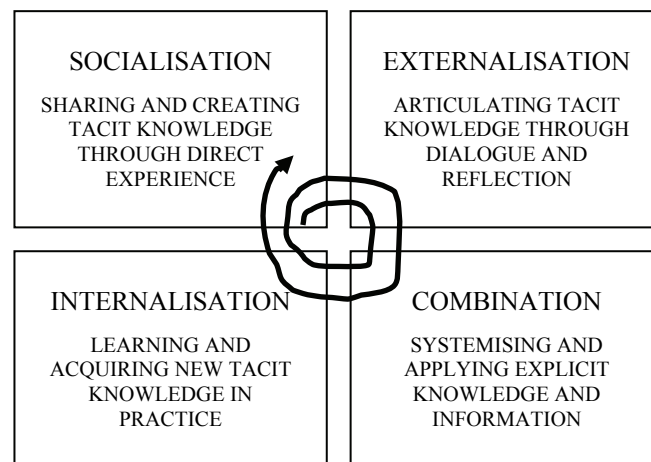 SOCIALISATION
SHARING AND CREATING
TACIT KNOWLEDGE
THROUGH DIRECT
EXPERIENCE
EXTERNALISATION
ARTICULATING TACIT
KNOWLEDGE THROUGH
DIALOGUE AND
REFLECTION
INTERNALISATION
LEARNING AND
ACQUIRING NEW TACIT
KNOWLEDGE IN
PRACTICE
COMBINATION
SYSTEMISING AND
APPLYING EXPLICIT
KNOWLEDGE AND
INFORMATION